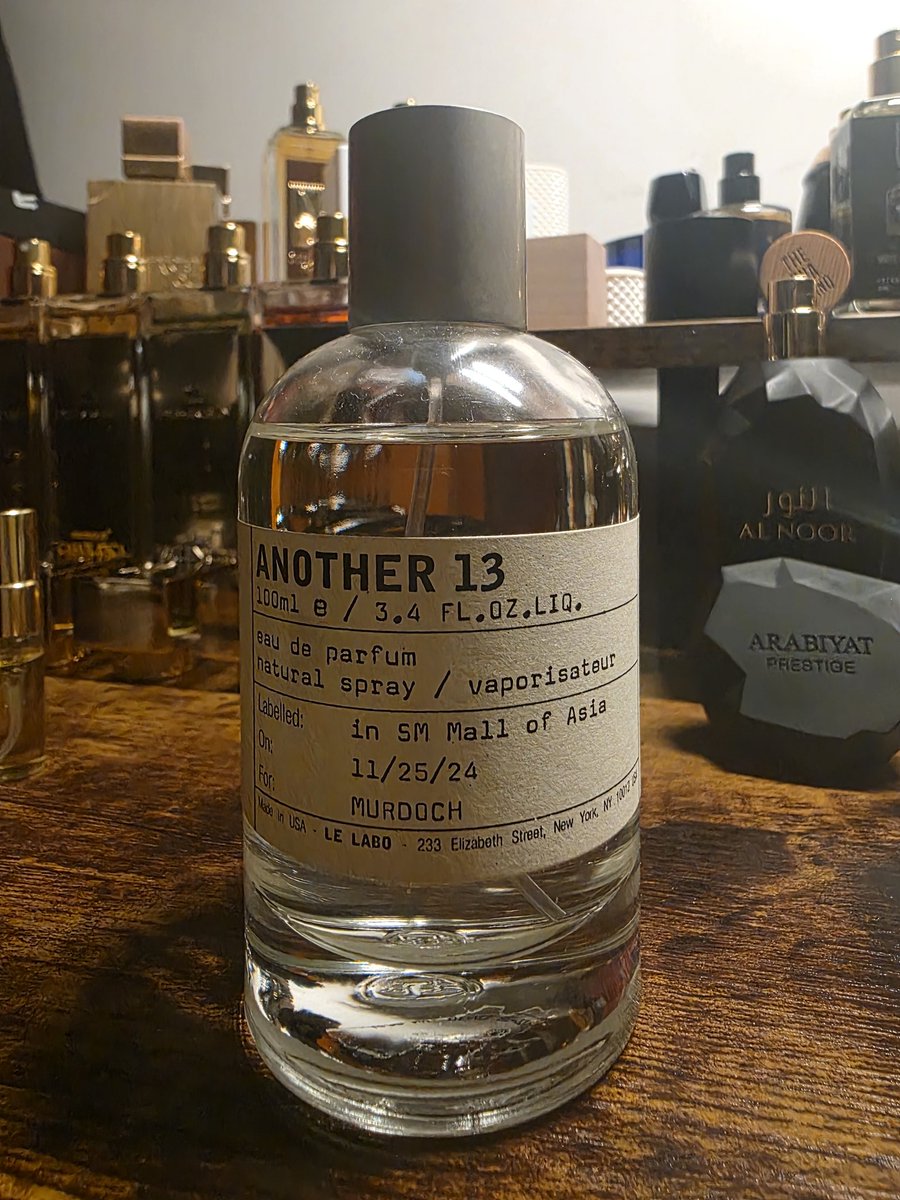 ANOTHER 13
100ml e / 3.4 FL.OZ.LIQ.
eau de parfum
natural spray / vaporisateur
Labelled: in SM Mall of Asia
On: 11/25/24
For: MURDOCH
Made in USA - LE LABO - 233 Elizabeth Street, New York, NY 10012
النور
AL NOOR
ARABIYAT
PRESTIGE